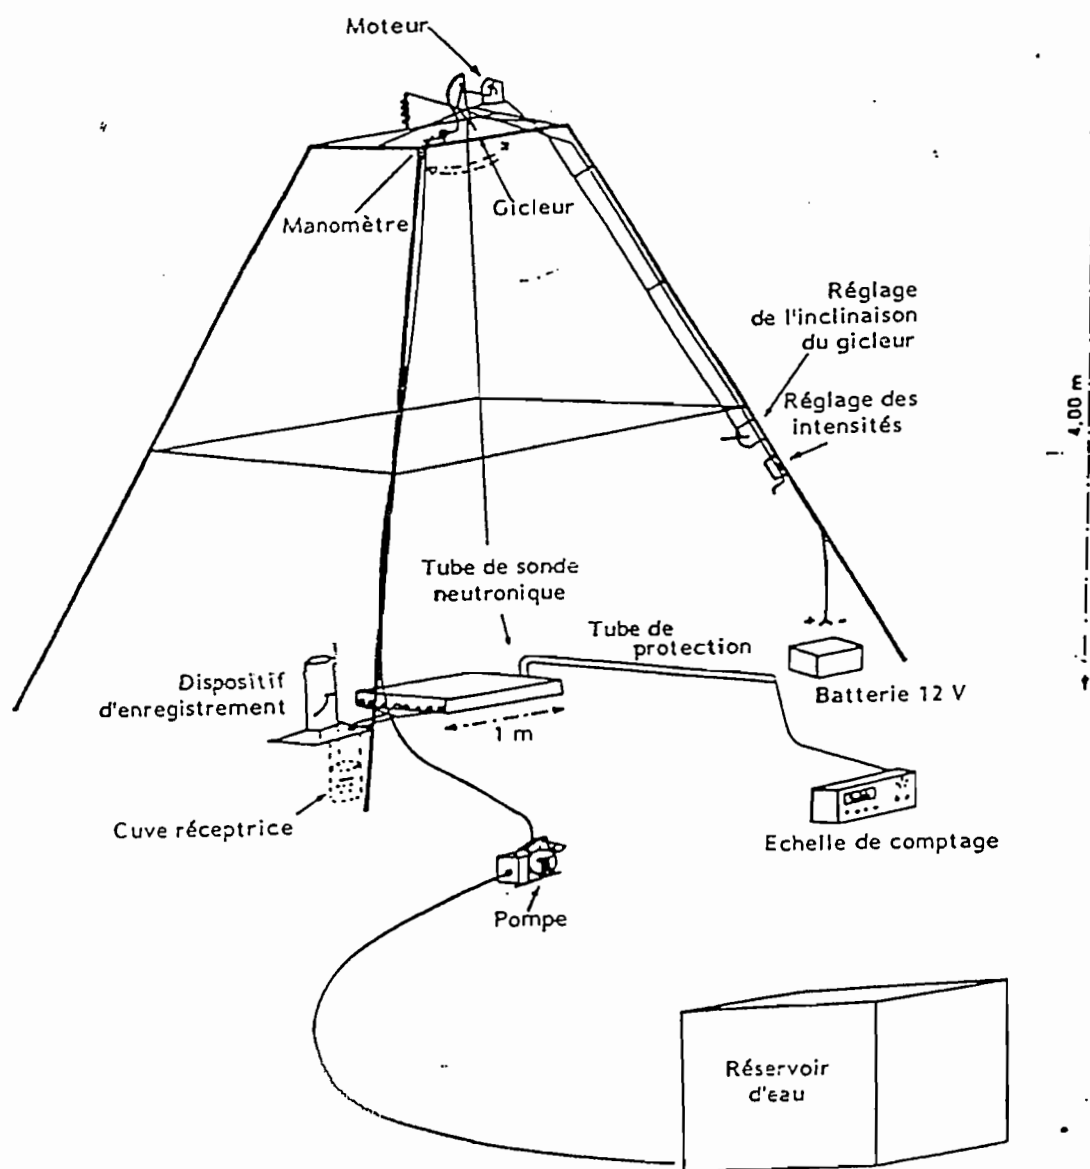 Moteur
Manomètre
Gicleur
Réglage
de l'inclinaison
du gicleur
Réglage des
intensités
4,00 m
Tube de sonde
neutronique
Tube de
protection
+ -
Batterie 12 V
Dispositif
d'enregistrement
1 m
Cuve réceptrice
Echelle de comptage
Pompe
Réservoir
d'eau